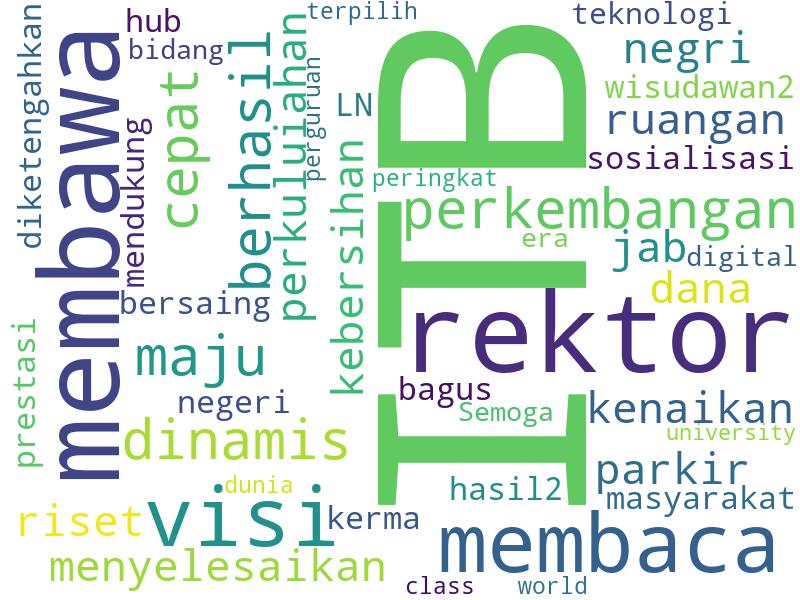 terpilih
hub
teknologi
bidang
negri
diketengahkan
membawa
mendukung
cepat
berhasil
perkuluiahan
perguruan
LN
ITB
wisudawan2
ruangan
sosialisasi
peringkat
perkembangan
era
jab
digital
dana
kebersihan
bersaing
rektor
prestasi
maju
negeri
bagus
Semoga
kenaikan
university
dinamis
parkir
dunia
hasil2
masyarakat
riset
visi
kerma
membaca
menyelesaikan
class
world